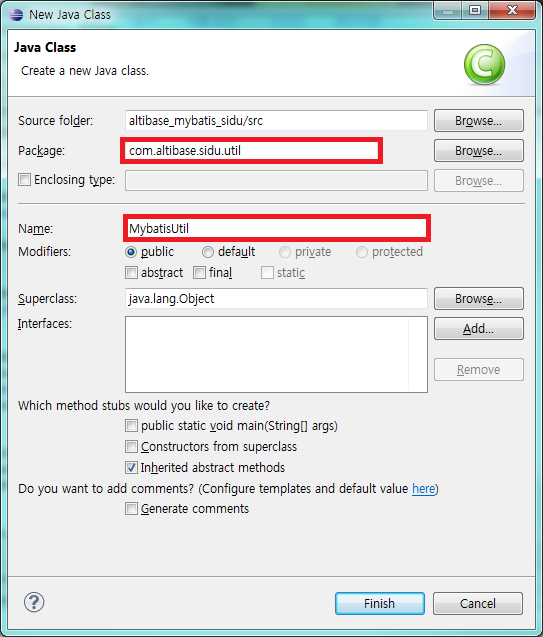 New Java Class
Java Class
Create a new Java class.
Source folder: altibase_mybatis_sidu/src Browse...
Package: com.altibase.sidu.util Browse...
Enclosing type: Browse...
Name: MybatisUtil
Modifiers: public default private protected
abstract final static
Superclass: java.lang.Object Browse...
Interfaces: Add...
Remove
Which method stubs would you like to create?
public static void main(String[] args)
Constructors from superclass
Inherited abstract methods
Do you want to add comments? (Configure templates and default value here)
Generate comments
Finish Cancel